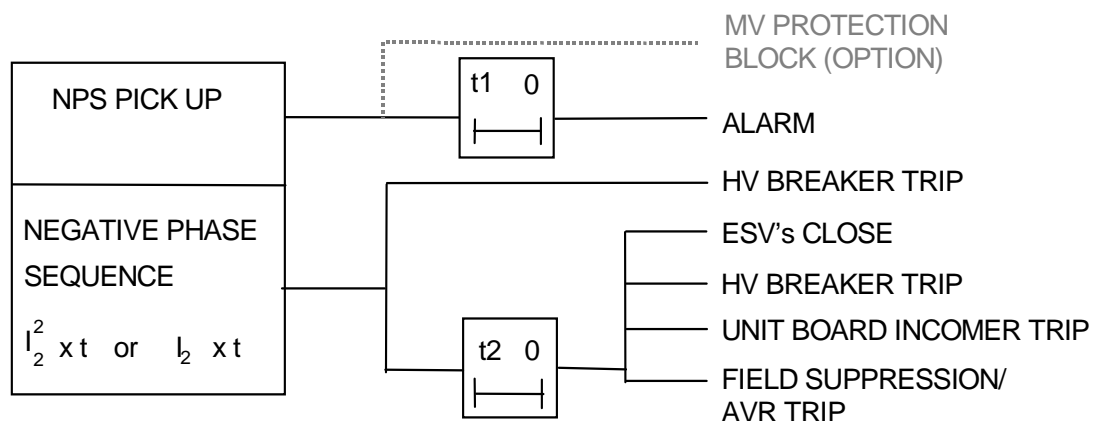 MV PROTECTION
BLOCK (OPTION)
NPS PICK UP
t1 0
ALARM
HV BREAKER TRIP
NEGATIVE PHASE
SEQUENCE
I₂² x t or I₂ x t
ESV's CLOSE
HV BREAKER TRIP
t2 0
UNIT BOARD INCOMER TRIP
FIELD SUPPRESSION/
AVR TRIP